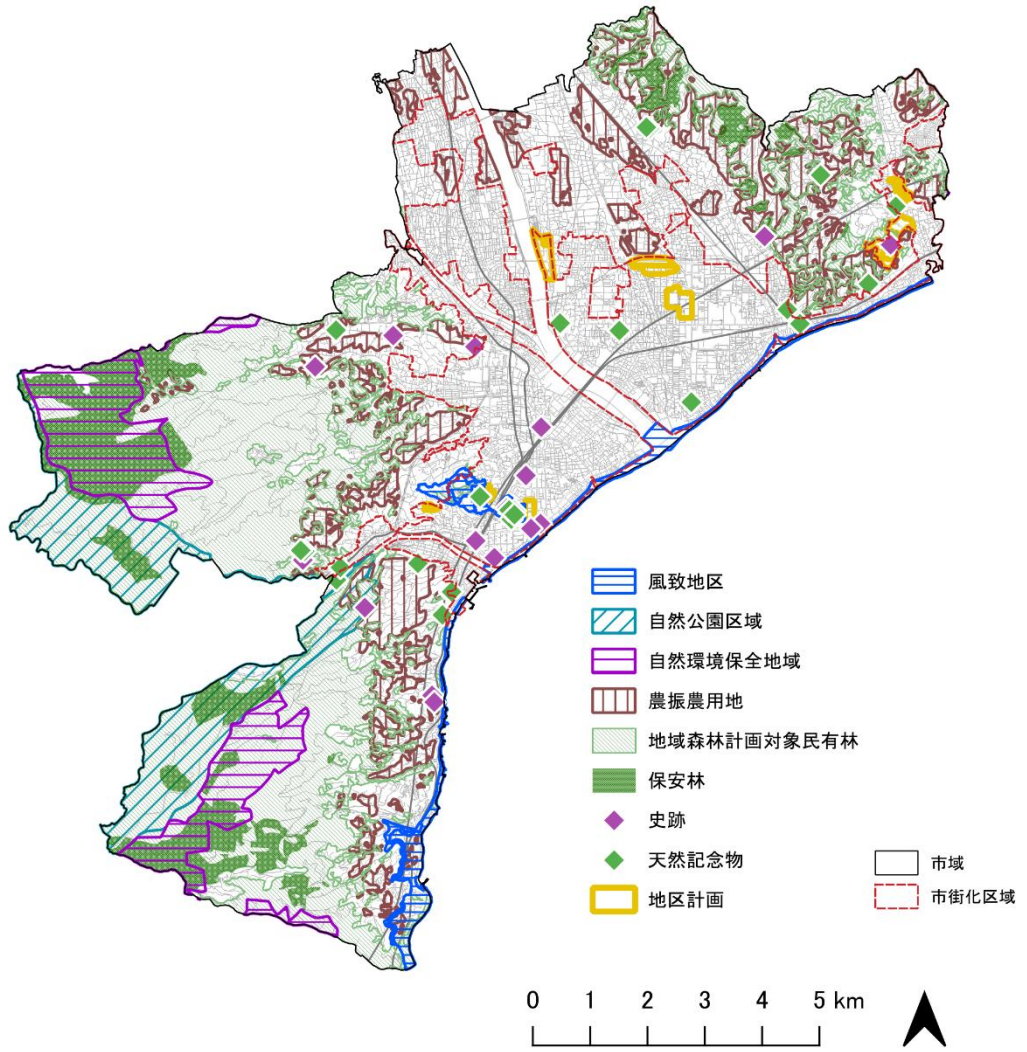 風致地区
自然公園区域
自然環境保全地域
農振農用地
地域森林計画対象民有林
保安林
史跡
天然記念物
地区計画
市域
市街化区域
0 1 2 3 4 5 km